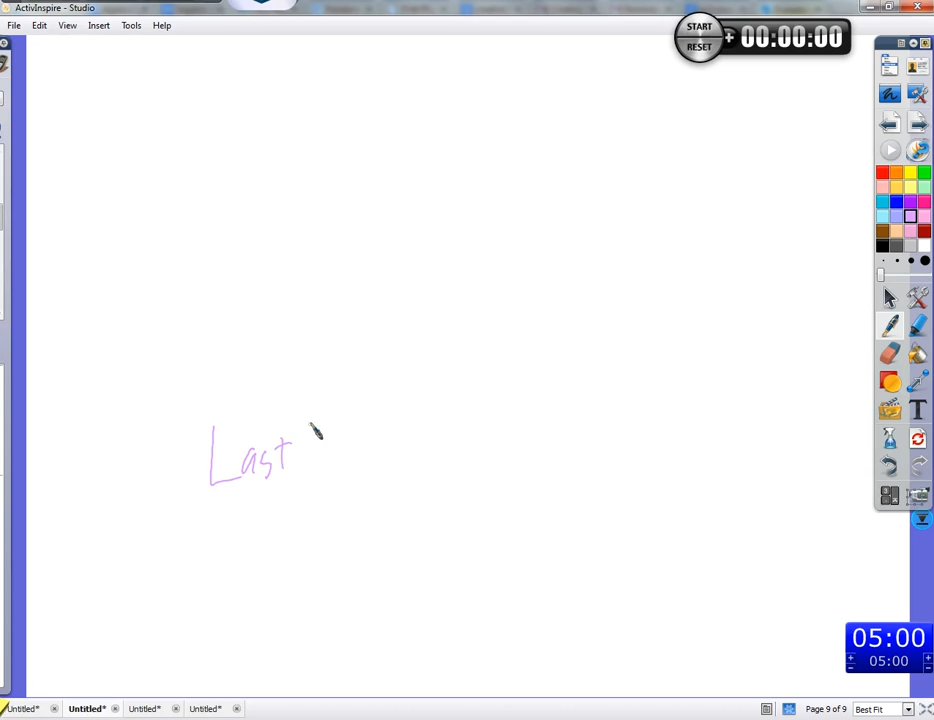 ActivInspire - Studio
File Edit View Insert Tools Help
START
RESET
00:00:00
Last
05:00
05:00
Untitled* Untitled* Untitled* Untitled*
Page 9 of 9 Best Fit